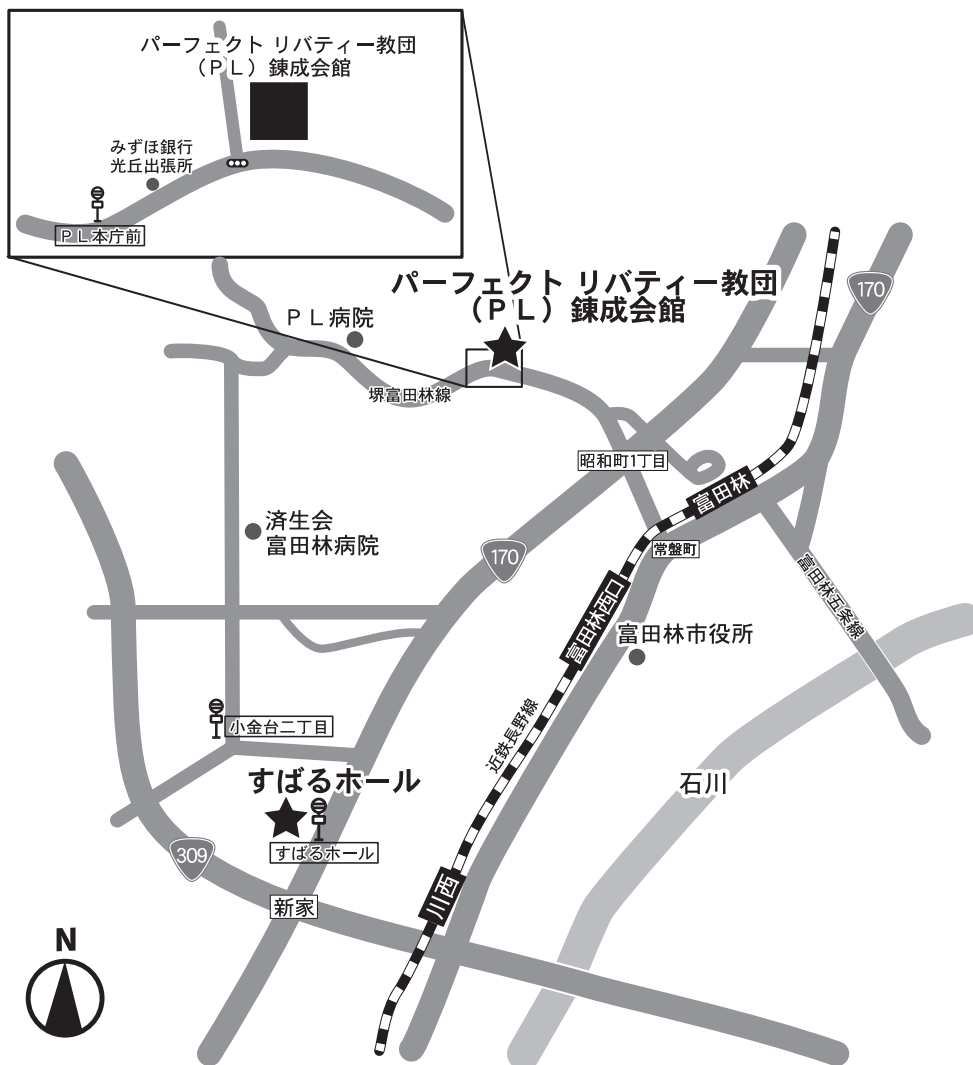 パーフェクト リバティー教団
（ＰＬ）錬成会館
みずほ銀行
光丘出張所
ＰＬ本庁前
パーフェクト リバティー教団
（ＰＬ）錬成会館
170
ＰＬ病院
堺富田林線
昭和町1丁目
富田林
済生会
富田林病院
170
常盤町
富田林五条線
富田林西口
富田林市役所
小金台二丁目
近鉄長野線
すばるホール
石川
すばるホール
309
川西
新家
N